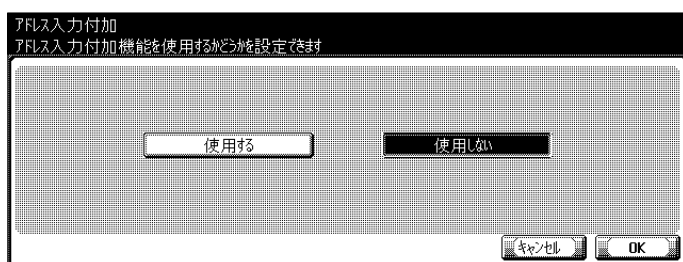 アドレス入力付加
アドレス入力付加機能を使用するかどうかを設定できます
使用する
使用しない
キャンセル
OK